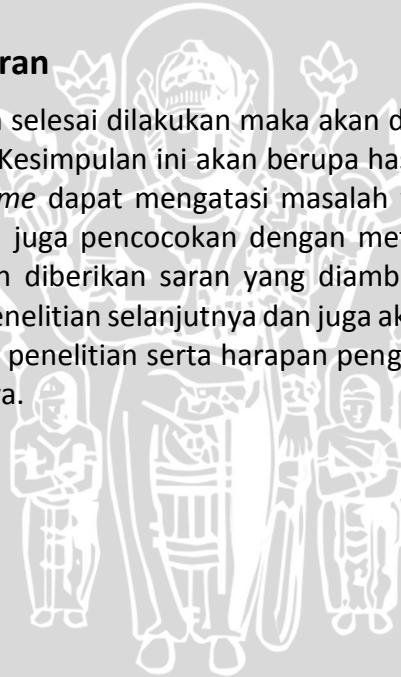 ran
selesai dilakukan maka akan d
Kesimpulan ini akan berupa has
me dapat mengatasi masalah
juga pencocokan dengan me
n diberikan saran yang diamb
enelitian selanjutnya dan juga ak
penelitian serta harapan peng
a.